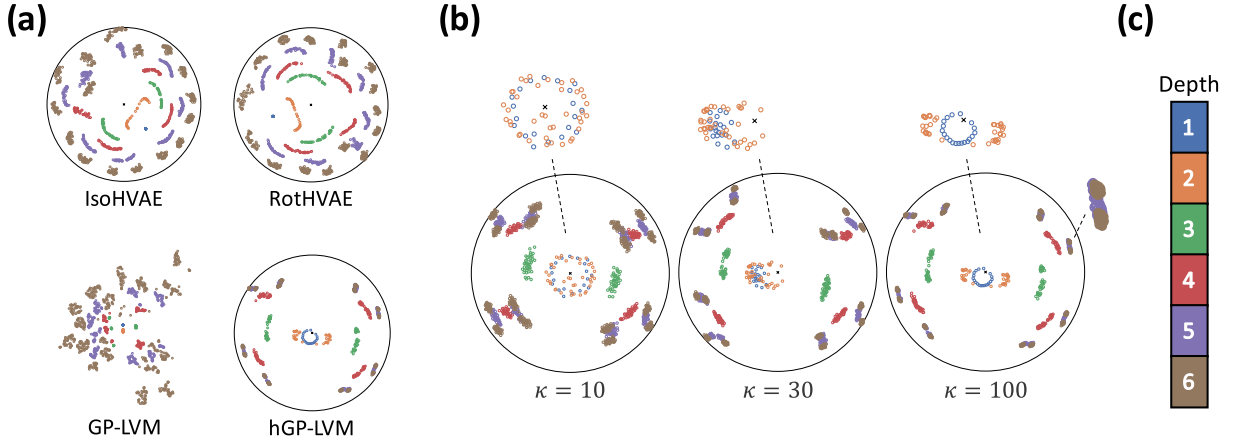 (a)
IsoHVAE
RotHVAE
GP-LVM
hGP-LVM
(b)
κ = 10
κ = 30
κ = 100
(c)
Depth
1
2
3
4
5
6